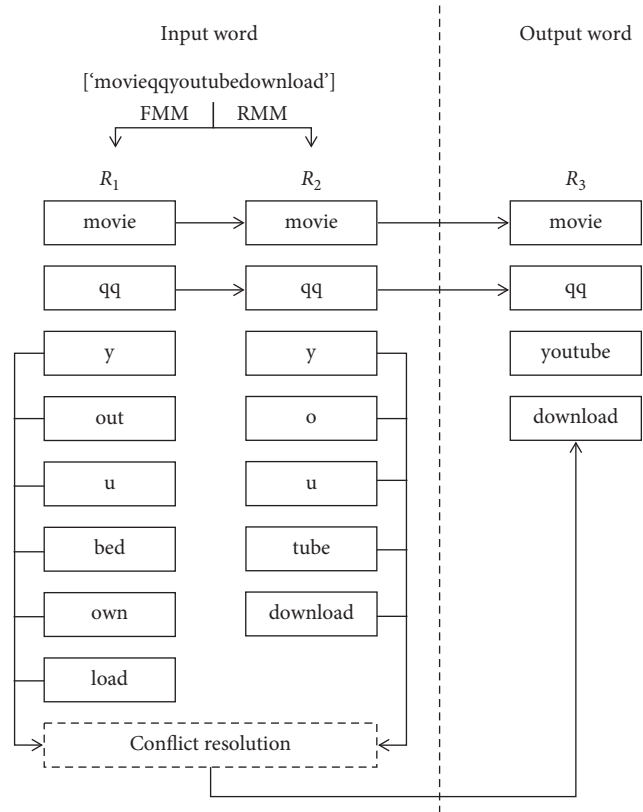 Input word
Output word
['movieqqyoutubedownload']
FMM
RMM
R1
R2
R3
movie
movie
movie
qq
qq
qq
y
y
youtube
out
o
download
u
u
bed
tube
own
download
load
Conflict resolution